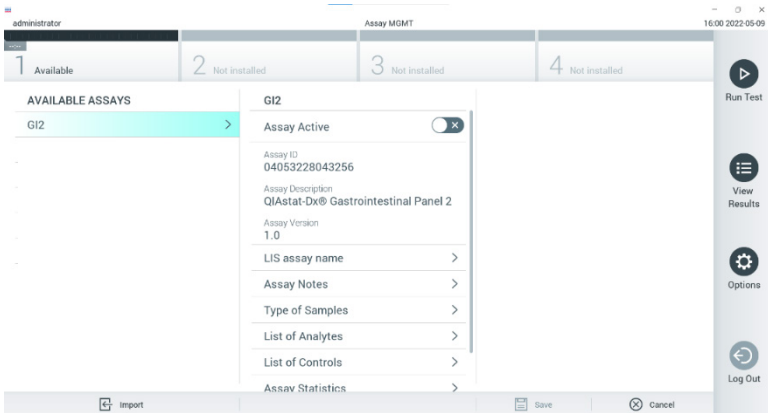 administrator
Assay MGMT
16:00 2022-05-09
1 Available
2 Not installed
3 Not installed
4 Not installed
Run Test
View
Results
Options
Log Out
AVAILABLE ASSAYS
GI2
GI2
Assay Active
Assay ID
04053228043256
Assay Description
QIAstat-Dx® Gastrointestinal Panel 2
Assay Version
1.0
LIS assay name
Assay Notes
Type of Samples
List of Analytes
List of Controls
Assay Statistics
Import
Save
Cancel